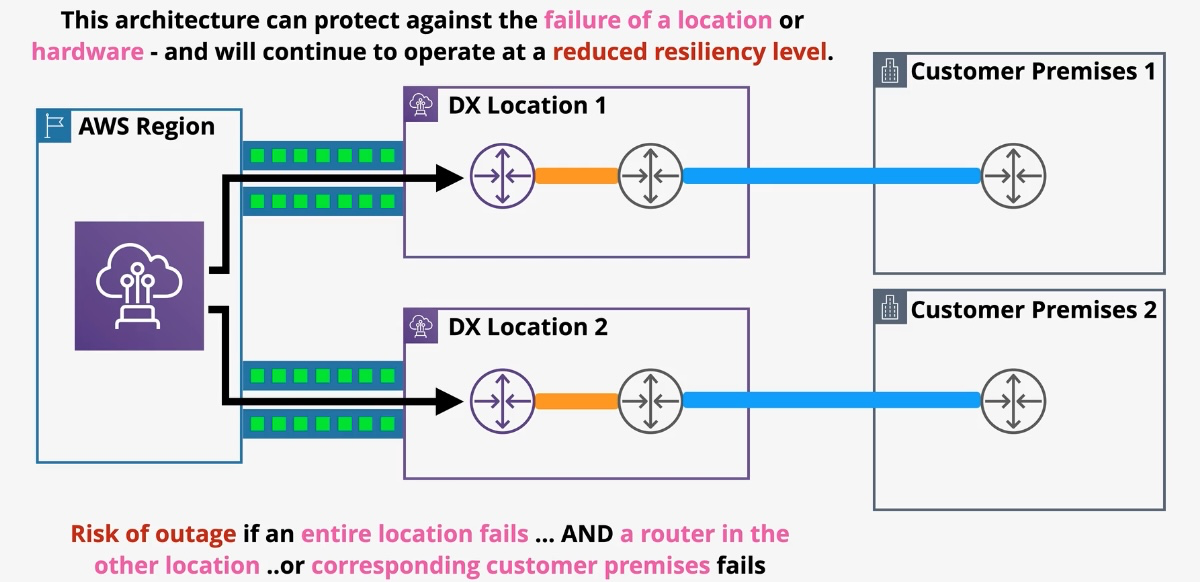 This architecture can protect against the failure of a location or
hardware - and will continue to operate at a reduced resiliency level.
AWS Region
DX Location 1
Customer Premises 1
DX Location 2
Customer Premises 2
Risk of outage if an entire location fails ... AND a router in the
other location ..or corresponding customer premises fails